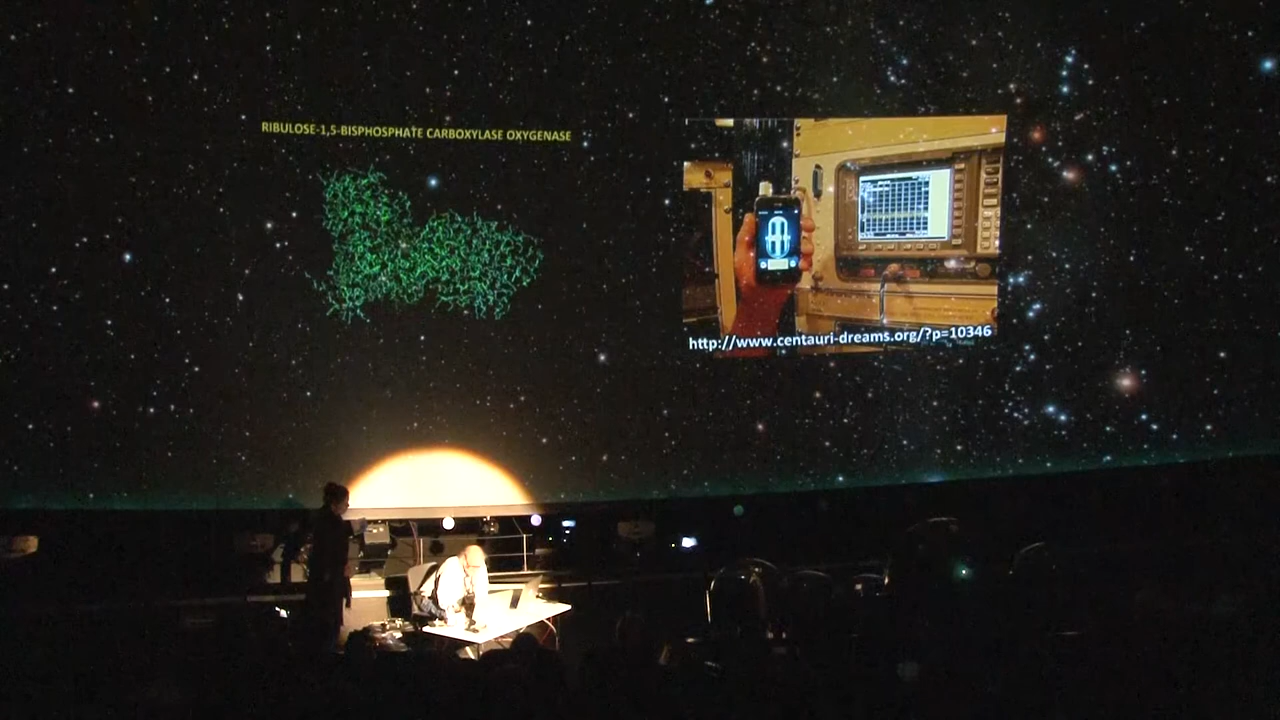 RIBULOSE-1,5-BISPHOSPHATE CARBOXYLASE OXYGENASE
http://www.centauri-dreams.org/?p=10346